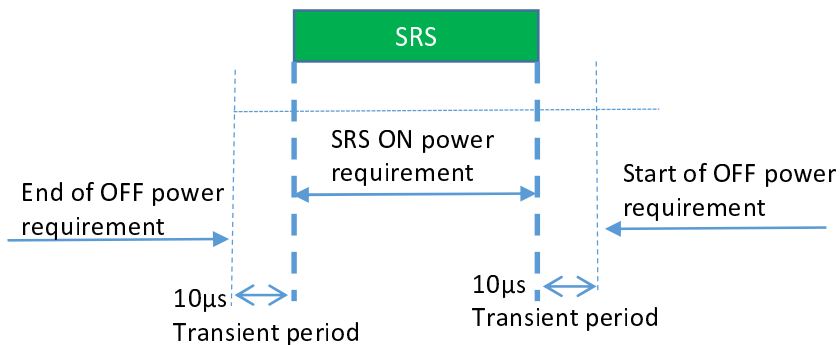 SRS
SRS ON power
requirement
End of OFF power
requirement
Start of OFF power
requirement
10µs
Transient period
10µs
Transient period